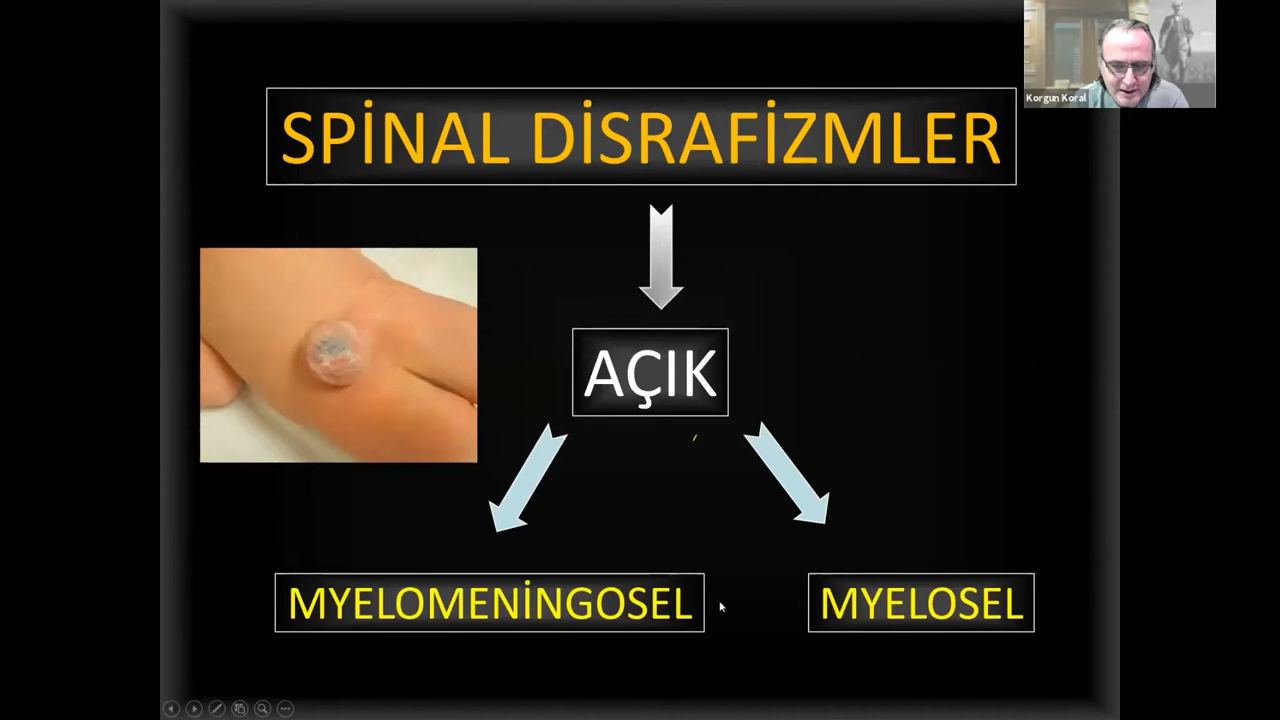 Korgun Koral
SPİNAL DİSRAFİZMLER
AÇIK
MYELOMENİNGOSEL
MYELOSEL